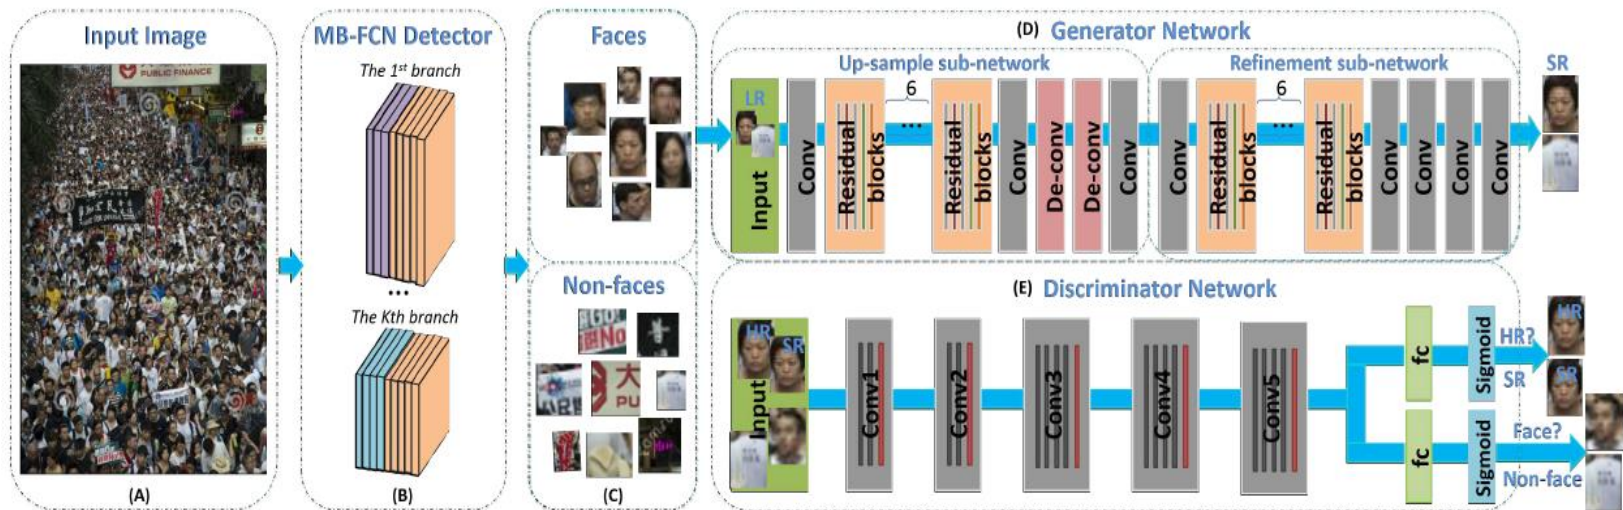 Input Image
PUBLIC FINANCE
(A)
MB-FCN Detector
The 1st branch
...
The Kth branch
(B)
Faces
Non-faces
GO!
No
大
PU
(C)
(D) Generator Network
Up-sample sub-network
Refinement sub-network
LR
Input
Conv
Residual blocks
6
...
Residual blocks
Conv
De-conv
De-conv
Conv
Conv
Residual blocks
6
...
Residual blocks
Conv
Conv
Conv
Conv
SR
(E) Discriminator Network
HR
SR
Input
Conv1
Conv2
Conv3
Conv4
Conv5
fc
Sigmoid
HR?
SR
HR
SR
fc
Sigmoid
Face?
Non-face